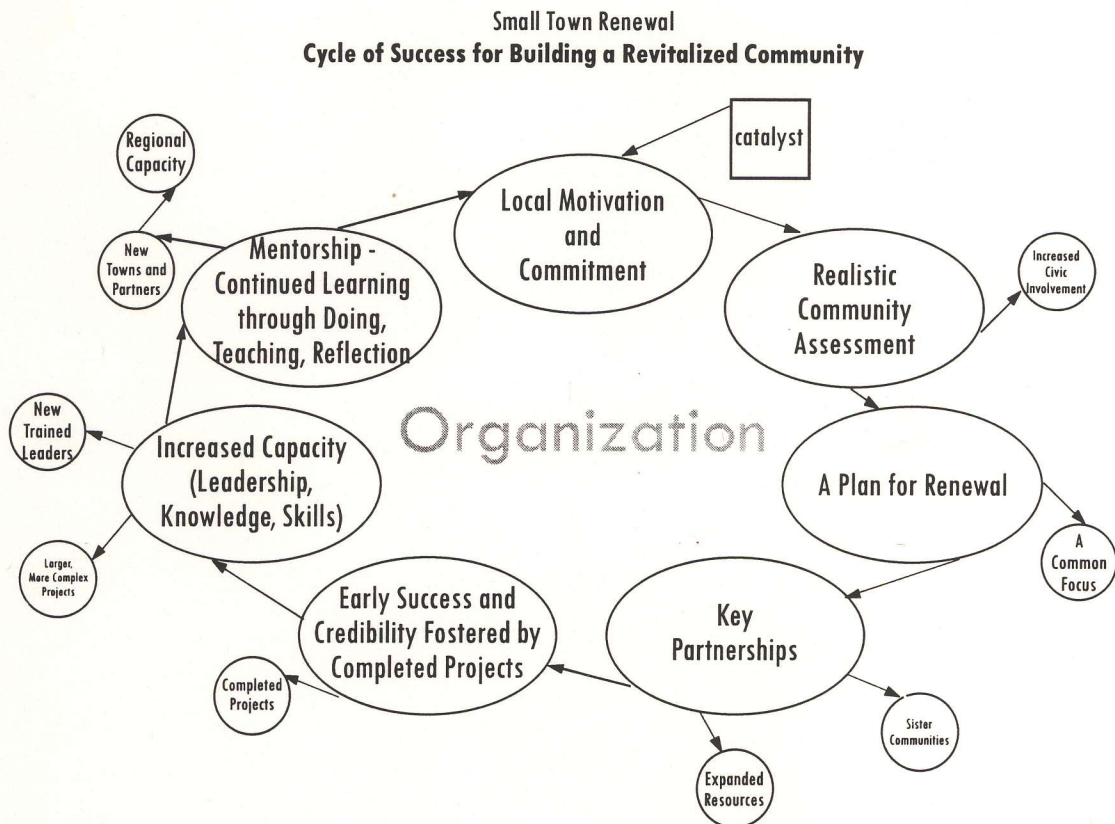 Small Town Renewal
Cycle of Success for Building a Revitalized Community
catalyst
Local Motivation
and
Commitment
Realistic
Community
Assessment
Increased
Civic
Involvement
A Plan for Renewal
A
Common
Focus
Key
Partnerships
Sister
Communities
Expanded
Resources
Early Success and
Credibility Fostered by
Completed Projects
Completed
Projects
Increased Capacity
(Leadership,
Knowledge, Skills)
New
Trained
Leaders
Larger,
More Complex
Projects
Mentorship -
Continued Learning
through Doing,
Teaching, Reflection
New
Towns and
Partners
Regional
Capacity
Organization